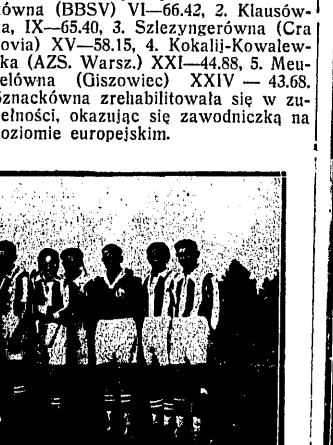 ówna (BBSV) VI—66.42, 2. Klausów-
a, IX—65.40, 3. Szlezyngerówna (Cra
ovia) XV—58.15, 4. Kokalij-Kowalew-
ka (AZS. Warsz.) XXI—44.88, 5. Meu-
elówna (Giszowiec) XXIV — 43.68.
znackówna zrehabilitowała się w zu-
ełności, okazując się zawodniczką na
oziomie europejskim.